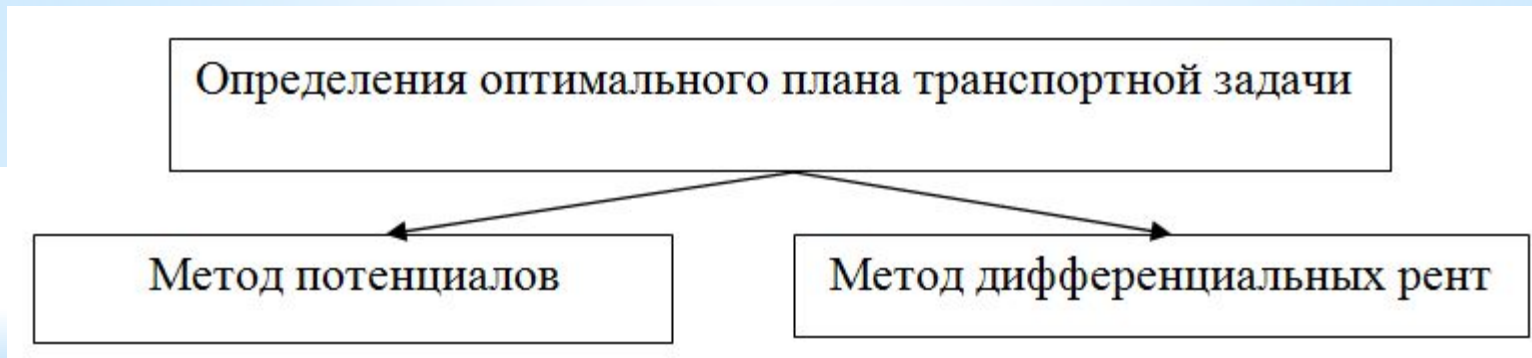 Определения оптимального плана транспортной задачи
Метод потенциалов
Метод дифференциальных рент